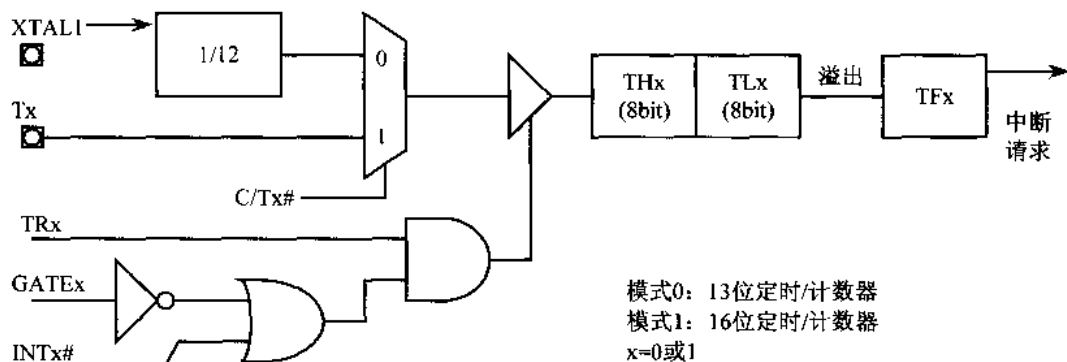 XTAL1
1/12
0
THx
(8bit)
TLx
(8bit)
溢出
TFx
Tx
1
中断
请求
C/Tx#
TRx
GATEx
INTx#
模式0：13位定时/计数器
模式1：16位定时/计数器
x=0或1